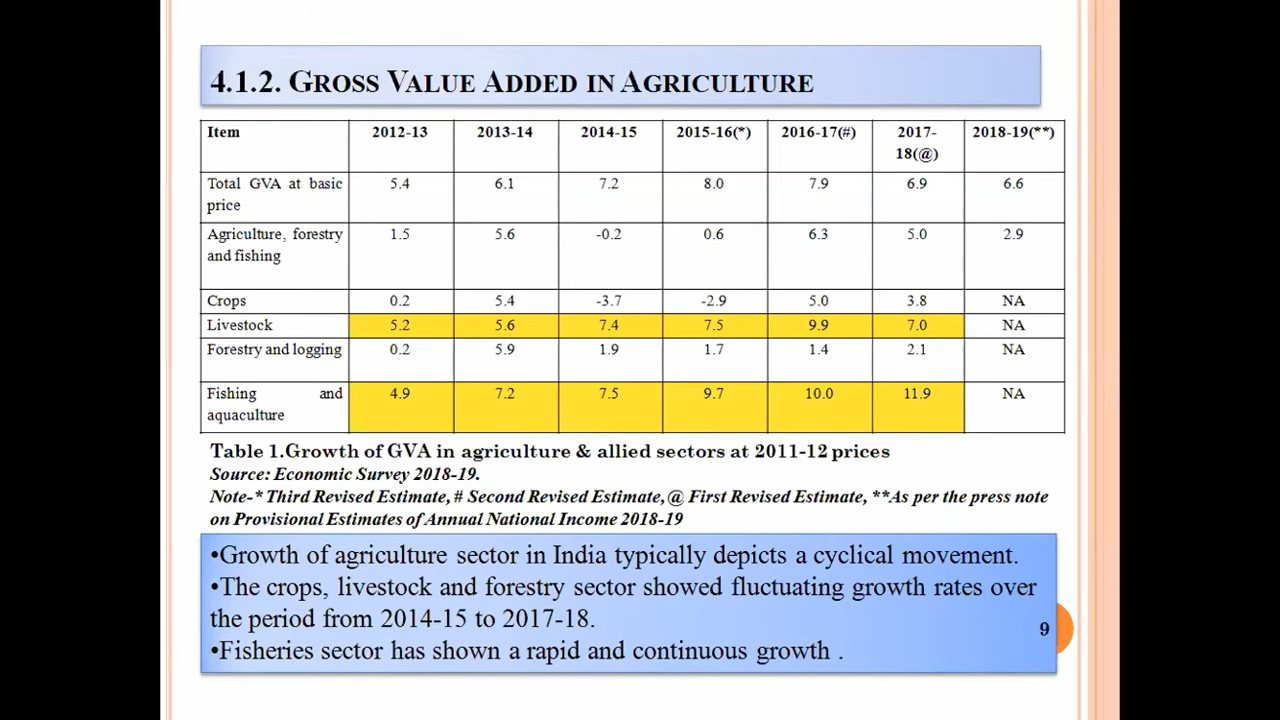 4.1.2. GROSS VALUE ADDED IN AGRICULTURE
Item 2012-13 2013-14 2014-15 2015-16(*) 2016-17(#) 2017- 2018-19(**)
18(@)
Total GVA at basic 5.4 6.1 7.2 8.0 7.9 6.9 6.6
price
Agriculture, forestry 1.5 5.6 -0.2 0.6 6.3 5.0 2.9
and fishing
Crops 0.2 5.4 -3.7 -2.9 5.0 3.8 NA
Livestock 5.2 5.6 7.4 7.5 9.9 7.0 NA
Forestry and logging 0.2 5.9 1.9 1.7 1.4 2.1 NA
Fishing and 4.9 7.2 7.5 9.7 10.0 11.9 NA
aquaculture
Table 1.Growth of GVA in agriculture & allied sectors at 2011-12 prices
Source: Economic Survey 2018-19.
Note-* Third Revised Estimate, # Second Revised Estimate, @ First Revised Estimate, **As per the press note
on Provisional Estimates of Annual National Income 2018-19
•Growth of agriculture sector in India typically depicts a cyclical movement.
•The crops, livestock and forestry sector showed fluctuating growth rates over
the period from 2014-15 to 2017-18.
9
•Fisheries sector has shown a rapid and continuous growth .